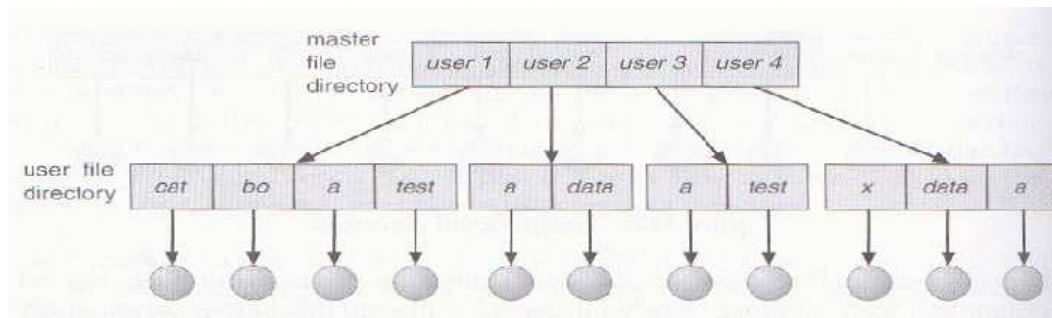 master
file
directory
user 1 user 2 user 3 user 4
user file
directory
cat bo a test a data a test x data a